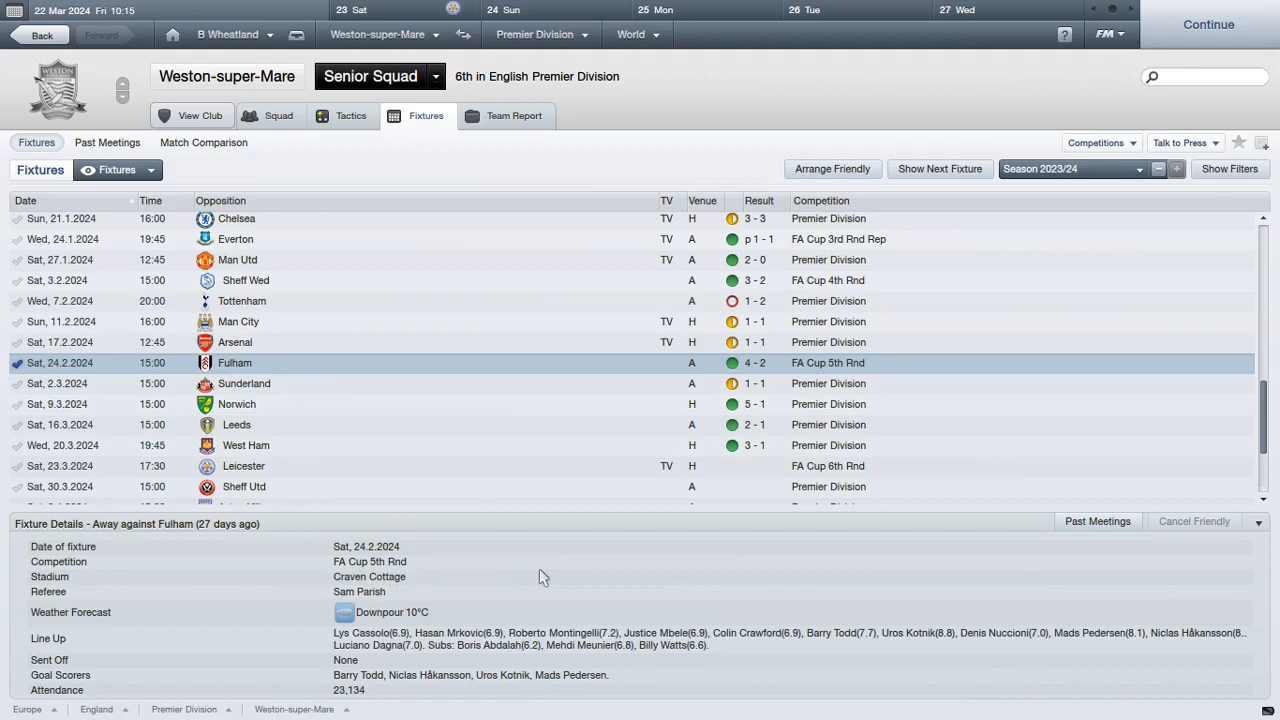 22 Mar 2024 Fri 10:15 23 Sat 24 Sun 25 Mon 26 Tue 27 Wed Continue
Back Forward B Wheatland Weston-super-Mare Premier Division World ? FM
Weston-super-Mare Senior Squad 6th in English Premier Division
View Club Squad Tactics Fixtures Team Report
Fixtures Past Meetings Match Comparison Competitions Talk to Press
Fixtures Fixtures Arrange Friendly Show Next Fixture Season 2023/24 Show Filters
Date Time Opposition TV Venue Result Competition
Sun, 21.1.2024 16:00 Chelsea TV H 3 - 3 Premier Division
Wed, 24.1.2024 19:45 Everton TV A p 1 - 1 FA Cup 3rd Rnd Rep
Sat, 27.1.2024 12:45 Man Utd TV A 2 - 0 Premier Division
Sat, 3.2.2024 15:00 Sheff Wed A 3 - 2 FA Cup 4th Rnd
Wed, 7.2.2024 20:00 Tottenham A 1 - 2 Premier Division
Sun, 11.2.2024 16:00 Man City TV H 1 - 1 Premier Division
Sat, 17.2.2024 12:45 Arsenal TV H 1 - 1 Premier Division
Sat, 24.2.2024 15:00 Fulham A 4 - 2 FA Cup 5th Rnd
Sat, 2.3.2024 15:00 Sunderland A 1 - 1 Premier Division
Sat, 9.3.2024 15:00 Norwich H 5 - 1 Premier Division
Sat, 16.3.2024 15:00 Leeds A 2 - 1 Premier Division
Wed, 20.3.2024 19:45 West Ham H 3 - 1 Premier Division
Sat, 23.3.2024 17:30 Leicester TV H FA Cup 6th Rnd
Sat, 30.3.2024 15:00 Sheff Utd A Premier Division
Fixture Details - Away against Fulham (27 days ago) Past Meetings Cancel Friendly
Date of fixture Sat, 24.2.2024
Competition FA Cup 5th Rnd
Stadium Craven Cottage
Referee Sam Parish
Weather Forecast Downpour 10°C
Line Up Lys Cassolo(6.9), Hasan Mrkovic(6.9), Roberto Montingelli(7.2), Justice Mbele(6.9), Colin Crawford(6.9), Barry Todd(7.7), Uros Kotnik(8.8), Denis Nuccioni(7.0), Mads Pedersen(8.1), Niclas Håkansson(8..
Luciano Dagna(7.0). Subs: Boris Abdalah(6.2), Mehdi Meunier(6.8), Billy Watts(6.6).
Sent Off None
Goal Scorers Barry Todd, Niclas Håkansson, Uros Kotnik, Mads Pedersen.
Attendance 23,134
Europe England Premier Division Weston-super-Mare